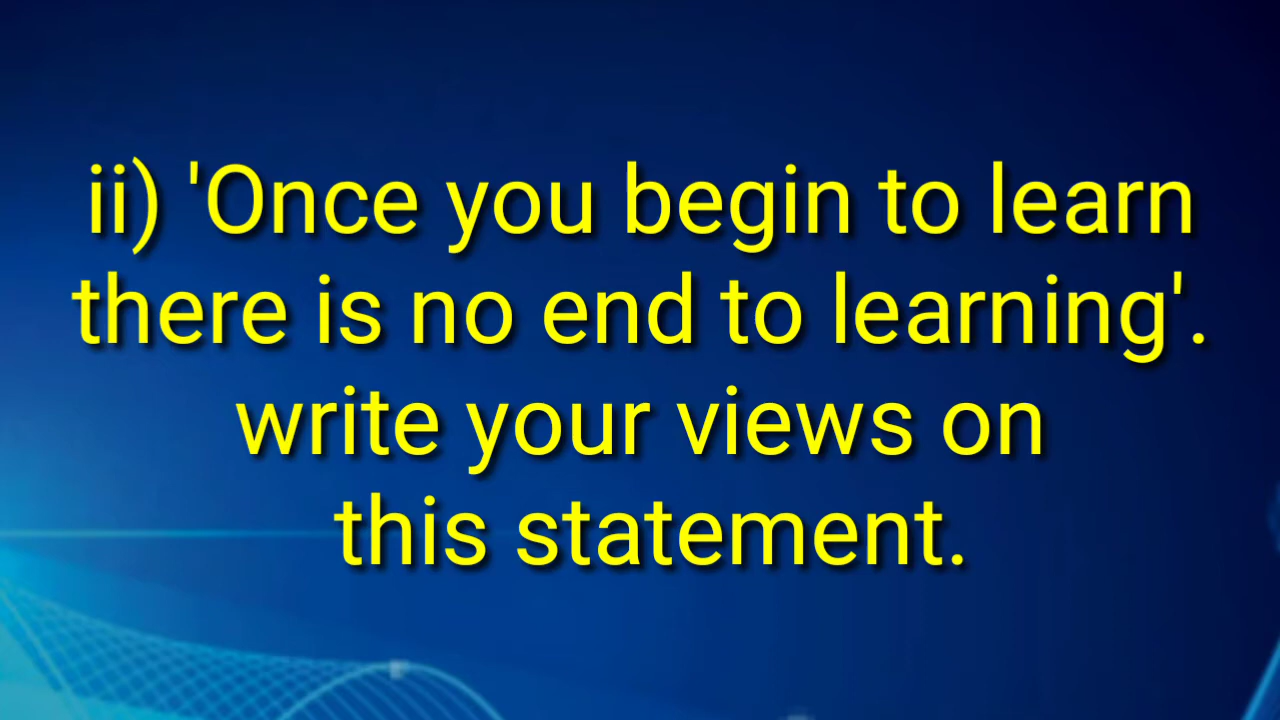 ii) 'Once you begin to learn
there is no end to learning'.
write your views on
this statement.